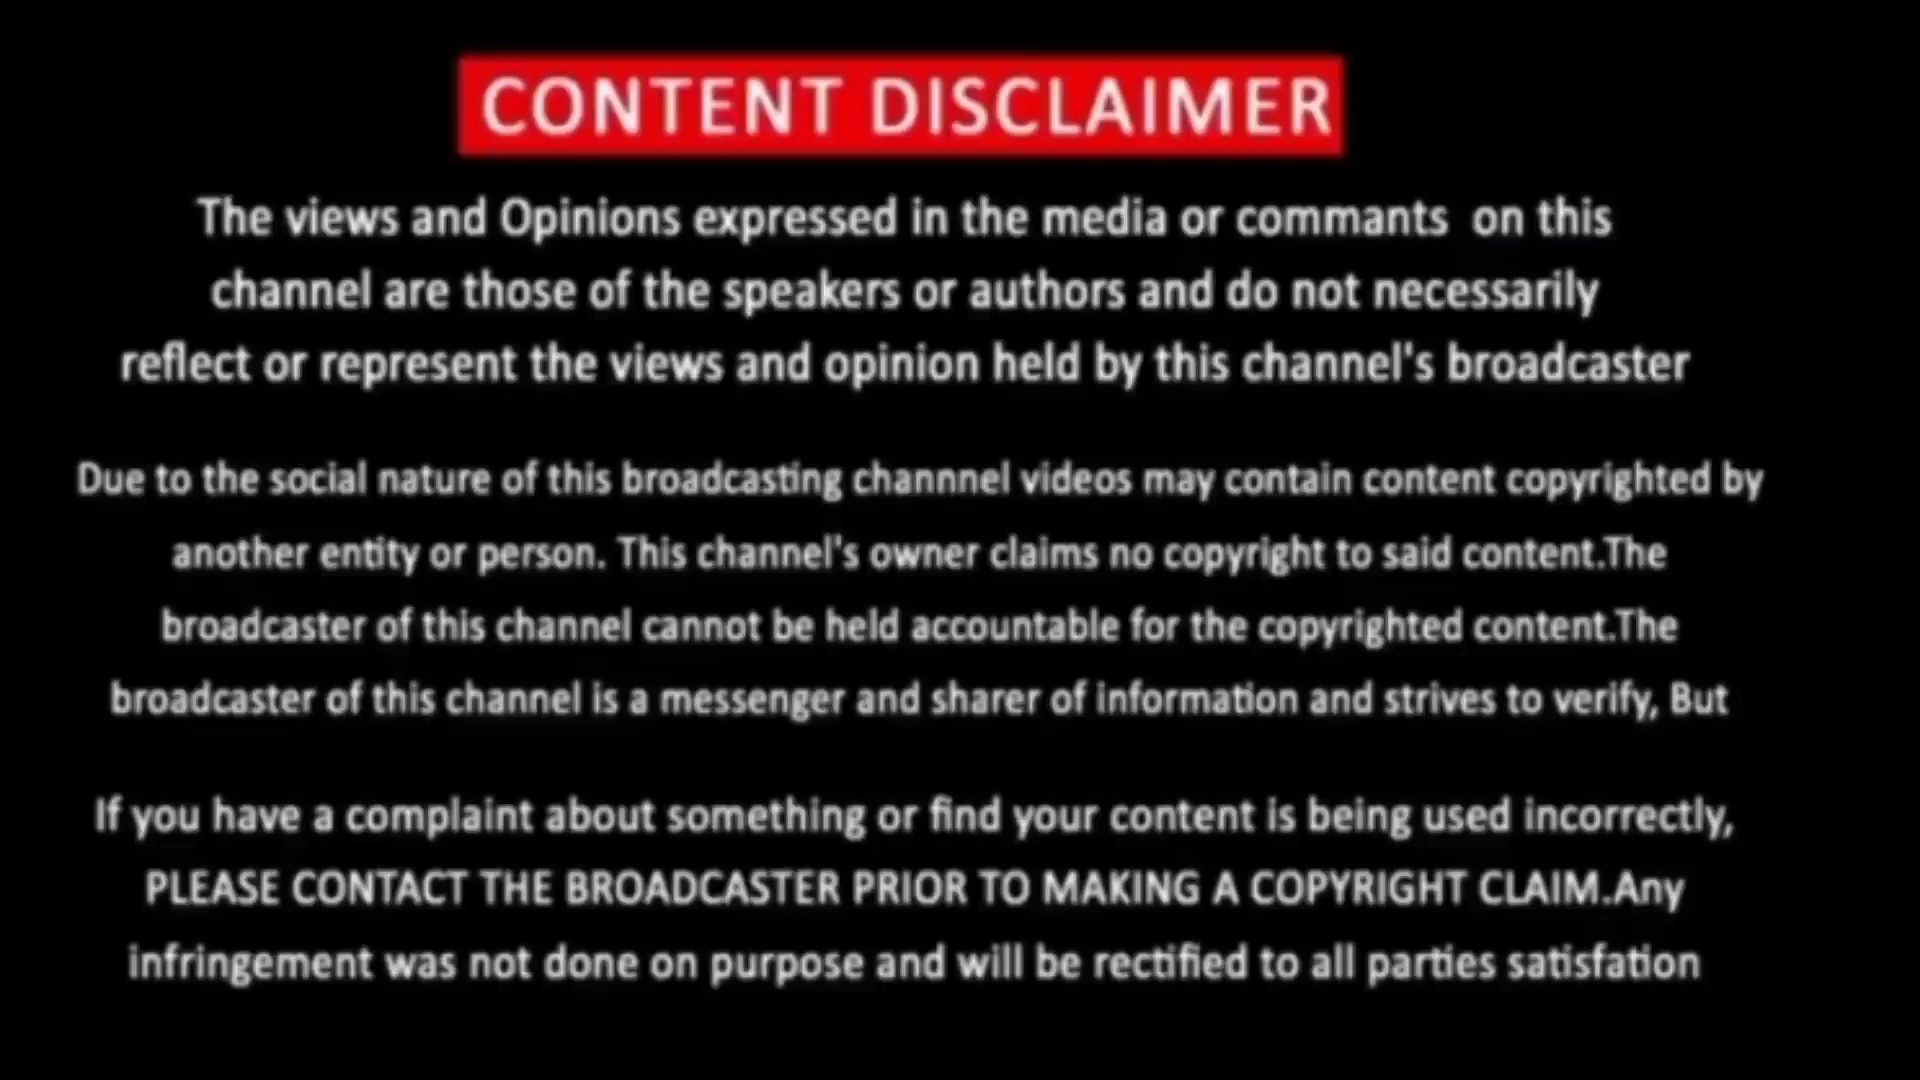 CONTENT DISCLAIMER
The views and Opinions expressed in the media or commants on this
channel are those of the speakers or authors and do not necessarily
reflect or represent the views and opinion held by this channel's broadcaster
Due to the social nature of this broadcasting channnel videos may contain content copyrighted by
another entity or person. This channel's owner claims no copyright to said content.The
broadcaster of this channel cannot be held accountable for the copyrighted content.The
broadcaster of this channel is a messenger and sharer of information and strives to verify, But
If you have a complaint about something or find your content is being used incorrectly,
PLEASE CONTACT THE BROADCASTER PRIOR TO MAKING A COPYRIGHT CLAIM.Any
infringement was not done on purpose and will be rectified to all parties satisfation